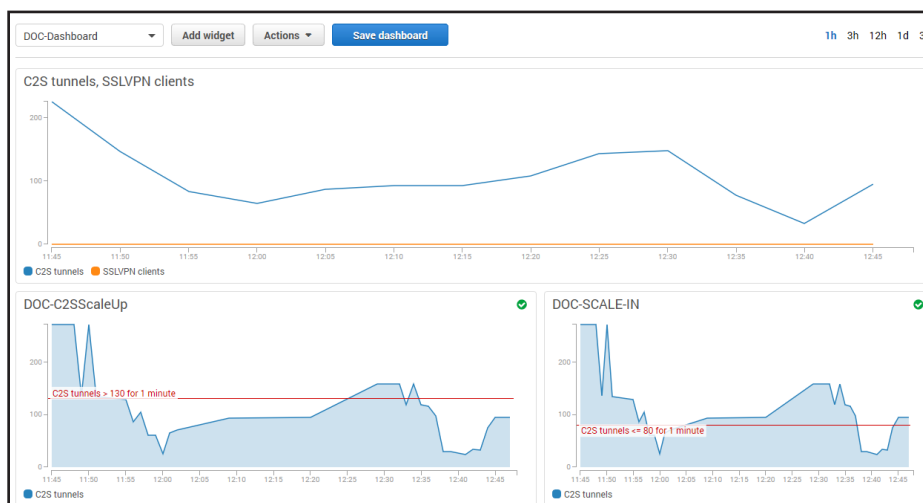 DOC-Dashboard Add widget Actions Save dashboard 1h 3h 12h 1d
C2S tunnels, SSLVPN clients
200
100
0
11:45 11:50 11:55 12:00 12:05 12:10 12:15 12:20 12:25 12:30 12:35 12:40 12:45
C2S tunnels SSLVPN clients
DOC-C2SScaleUp
200
C2S tunnels > 130 for 1 minute
100
0
11:45 11:50 11:55 12:00 12:05 12:10 12:15 12:20 12:25 12:30 12:35 12:40 12:45
C2S tunnels
DOC-SCALE-IN
200
100
C2S tunnels <= 80 for 1 minute
0
11:45 11:50 11:55 12:00 12:05 12:10 12:15 12:20 12:25 12:30 12:35 12:40 12:45
C2S tunnels